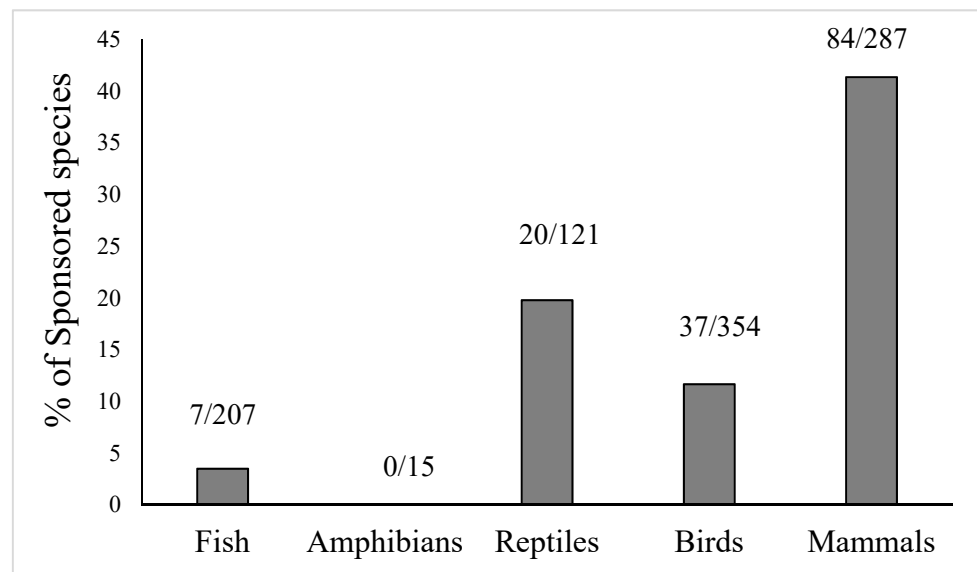 % of Sponsored species
45
40
35
30
25
20
15
10
5
0
7/207
0/15
20/121
37/354
84/287
Fish
Amphibians
Reptiles
Birds
Mammals